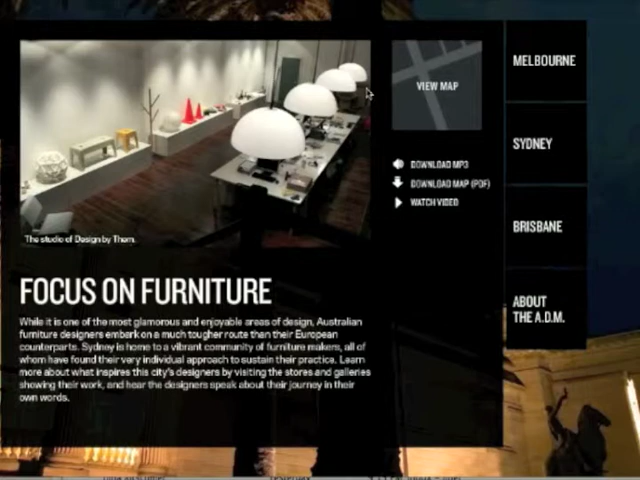 MELBOURNE
VIEW MAP
SYDNEY
DOWNLOAD MP3
DOWNLOAD MAP (PDF)
WATCH VIDEO
BRISBANE
The studio of Design by Them.
FOCUS ON FURNITURE
ABOUT
THE A.D.M.
While it is one of the most glamorous and enjoyable areas of design, Australian
furniture designers embark on a much tougher route than their European
counterparts. Sydney is home to a vibrant community of furniture makers, all of
whom have found their very individual approach to sustain their practice. Learn
more about what inspires this city's designers by visiting the stores and galleries
showing their work, and hear the designers speak about their journey in their
own words.